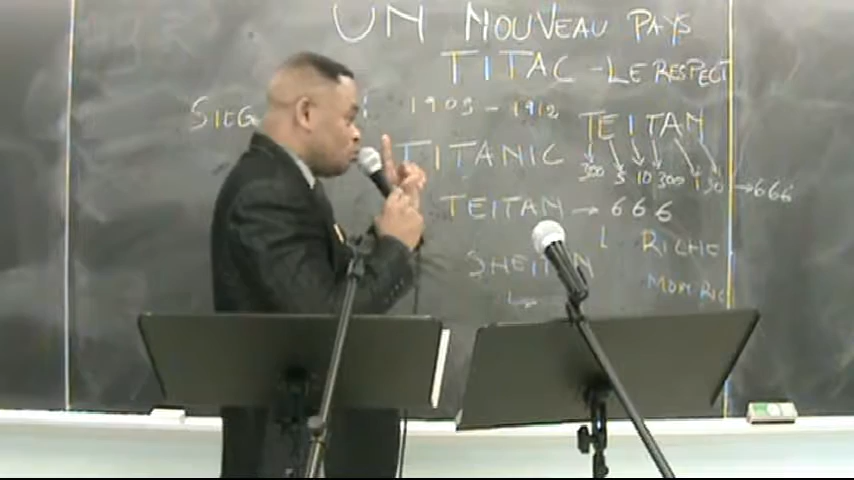 UN NOUVEAU PAYS
TITAC - LE RESPECT
SIEG
1903 - 1912
TEITAN
300 5 10 300 1 50 → 666
TITANIC
TEITAN → 666
L RICHE
SHEITAN
L